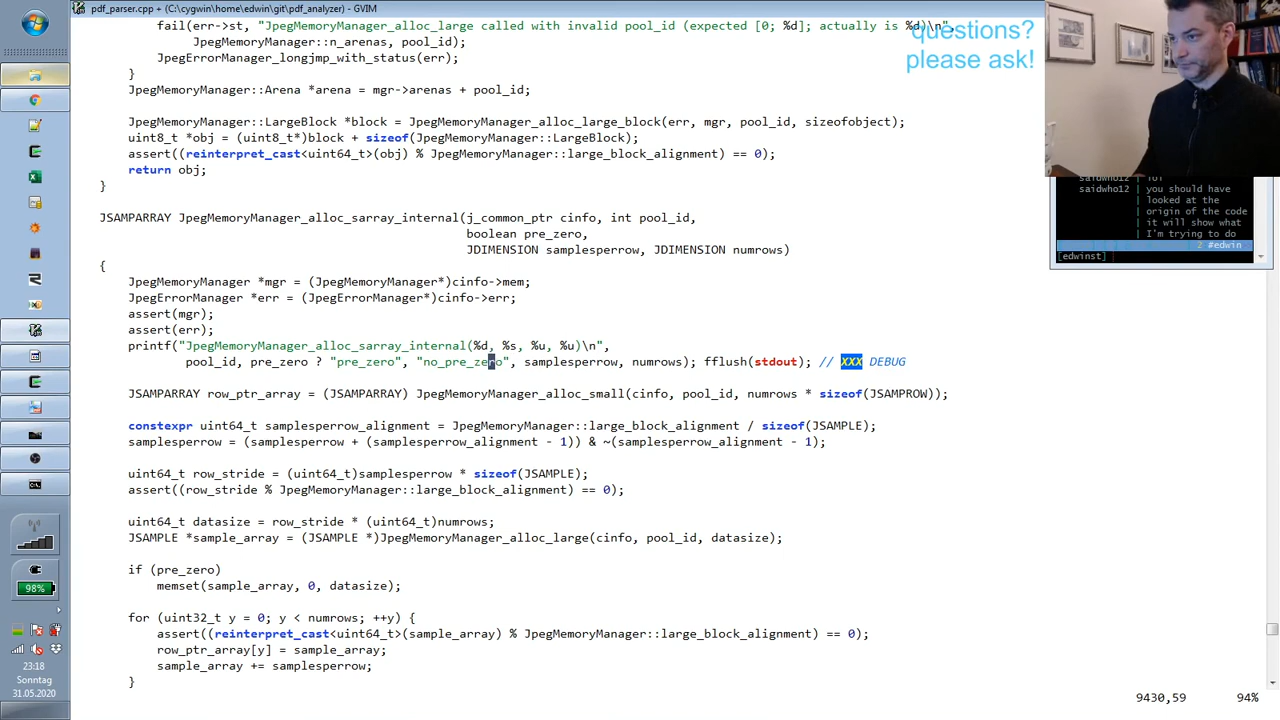 pdf_parser.cpp + (C:\cygwin\home\edwin\git\pdf_analyzer) - GVIM
fail(err->st, "JpegMemoryManager_alloc_large called with invalid pool_id (expected [0; %d]; actually is %d)\n",
JpegMemoryManager::n_arenas, pool_id);
JpegErrorManager_longjmp_with_status(err);
}
JpegMemoryManager::Arena *arena = mgr->arenas + pool_id;
JpegMemoryManager::LargeBlock *block = JpegMemoryManager_alloc_large_block(err, mgr, pool_id, sizeofobject);
uint8_t *obj = (uint8_t*)block + sizeof(JpegMemoryManager::LargeBlock);
assert((reinterpret_cast<uint64_t>(obj) % JpegMemoryManager::large_block_alignment) == 0);
return obj;
}
JSAMPARRAY JpegMemoryManager_alloc_sarray_internal(j_common_ptr cinfo, int pool_id,
boolean pre_zero,
JDIMENSION samplesperrow, JDIMENSION numrows)
{
JpegMemoryManager *mgr = (JpegMemoryManager*)cinfo->mem;
JpegErrorManager *err = (JpegErrorManager*)cinfo->err;
assert(mgr);
assert(err);
printf("JpegMemoryManager_alloc_sarray_internal(%d, %s, %u, %u)\n",
pool_id, pre_zero ? "pre_zero", "no_pre_zero", samplesperrow, numrows); fflush(stdout); // XXX DEBUG
JSAMPARRAY row_ptr_array = (JSAMPARRAY) JpegMemoryManager_alloc_small(cinfo, pool_id, numrows * sizeof(JSAMPROW));
constexpr uint64_t samplesperrow_alignment = JpegMemoryManager::large_block_alignment / sizeof(JSAMPLE);
samplesperrow = (samplesperrow + (samplesperrow_alignment - 1)) & ~(samplesperrow_alignment - 1);
uint64_t row_stride = (uint64_t)samplesperrow * sizeof(JSAMPLE);
assert((row_stride % JpegMemoryManager::large_block_alignment) == 0);
uint64_t datasize = row_stride * (uint64_t)numrows;
JSAMPLE *sample_array = (JSAMPLE *)JpegMemoryManager_alloc_large(cinfo, pool_id, datasize);
if (pre_zero)
memset(sample_array, 0, datasize);
for (uint32_t y = 0; y < numrows; ++y) {
assert((reinterpret_cast<uint64_t>(sample_array) % JpegMemoryManager::large_block_alignment) == 0);
row_ptr_array[y] = sample_array;
sample_array += samplesperrow;
}
9430,59 94%
questions?
please ask!
saidwho12 | lol
saidwho12 | you should have
| looked at the
| origin of the code
| it will show what
| I'm trying to do
2 #edwin
[edwinst]
98%
23:18
Sonntag
31.05.2020